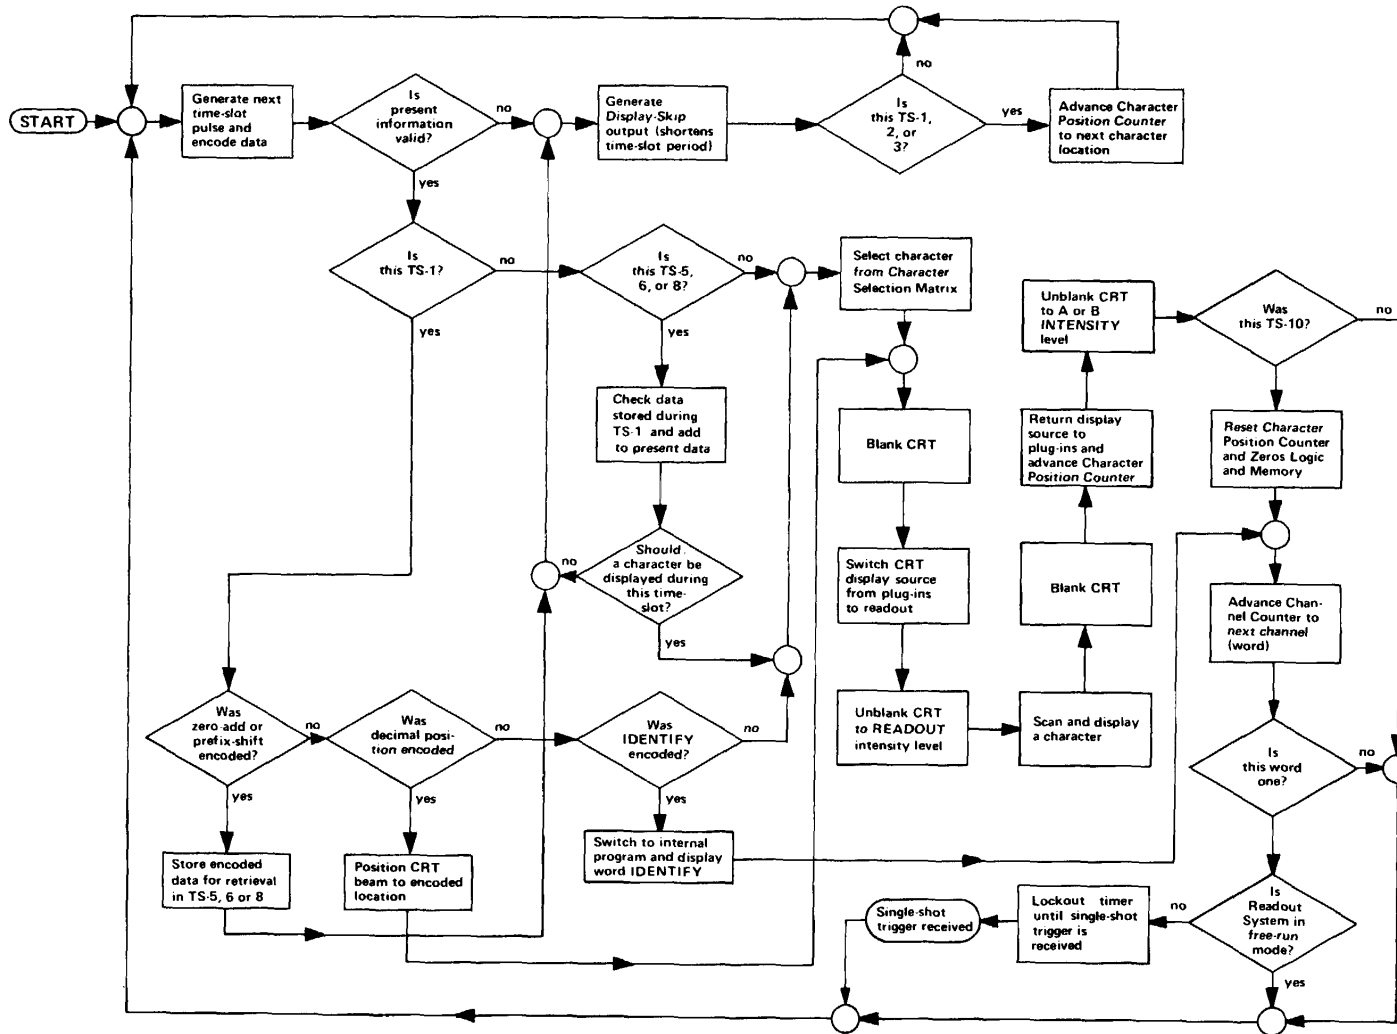 START
Generate next
time-slot
pulse and
encode data
Is
present
information
valid?
no
yes
Generate
Display-Skip
output (shortens
time-slot period)
Is
this TS-1,
2, or
3?
no
yes
Advance Character
Position Counter
to next character
location
Is
this TS-1?
no
yes
Is
this TS-5,
6, or 8?
no
yes
Select character
from Character
Selection Matrix
Check data
stored during
TS-1 and add
to present data
Should
a character be
displayed during
this time-
slot?
no
yes
Blank CRT
Switch CRT
display source
from plug-ins
to readout
Unblank CRT
to READOUT
intensity level
Scan and display
a character
Blank CRT
Return display
source to
plug-ins and
advance Character
Position Counter
Unblank CRT
to A or B
INTENSITY
level
Was
this TS-10?
no
Reset Character
Position Counter
and Zeros Logic
and Memory
Advance Chan-
nel Counter to
next channel
(word)
Is
this word
one?
no
Is
Readout
System in
free-run
mode?
no
yes
Lockout timer
until single-shot
trigger is
received
Single-shot
trigger received
Was
zero-add or
prefix-shift
encoded?
no
yes
Was
decimal posi-
tion encoded
no
yes
Was
IDENTIFY
encoded?
no
yes
Store encoded
data for retrieval
in TS-5, 6 or 8
Position CRT
beam to encoded
location
Switch to internal
program and display
word IDENTIFY